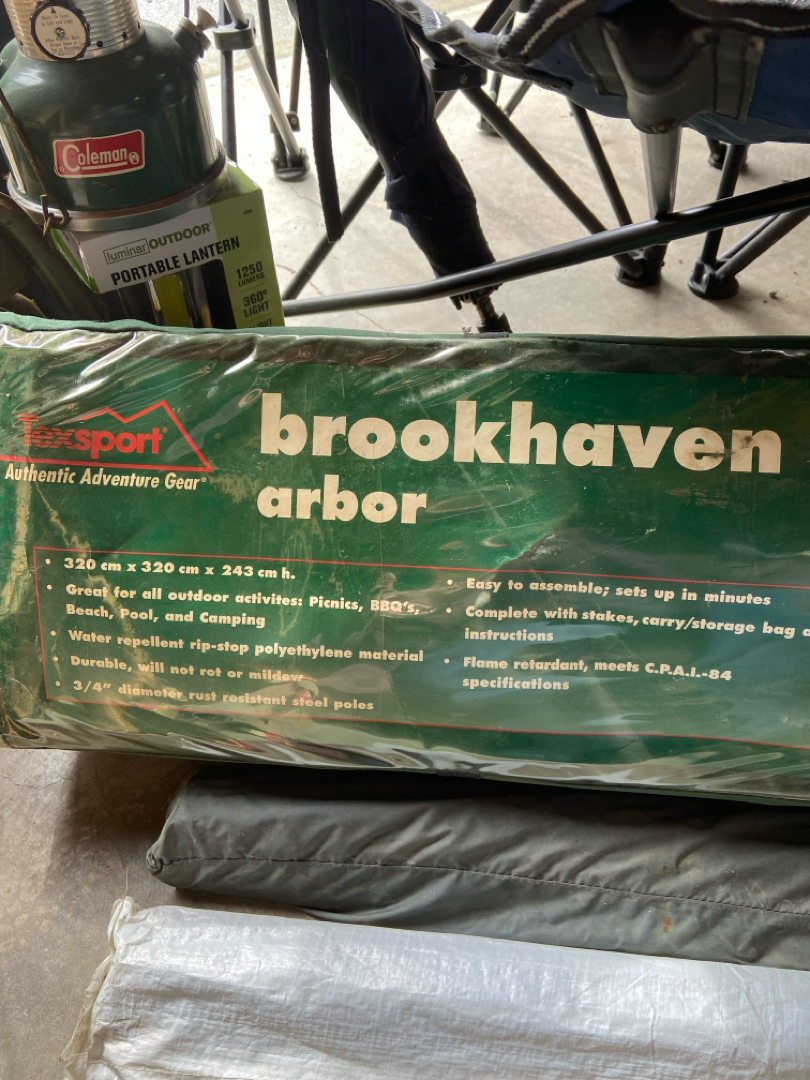 Coleman
luminar OUTDOOR
PORTABLE LANTERN
1250
LUMENS
360°
LIGHT
Texsport®
Authentic Adventure Gear®
brookhaven
arbor
• 320 cm x 320 cm x 243 cm h.
• Great for all outdoor activites: Picnics, BBQ's,
Beach, Pool, and Camping
• Water repellent rip-stop polyethylene material
• Durable, will not rot or mildew
• 3/4" diameter rust resistant steel poles
• Easy to assemble; sets up in minutes
• Complete with stakes, carry/storage bag
instructions
• Flame retardant, meets C.P.A.I.-84
specifications